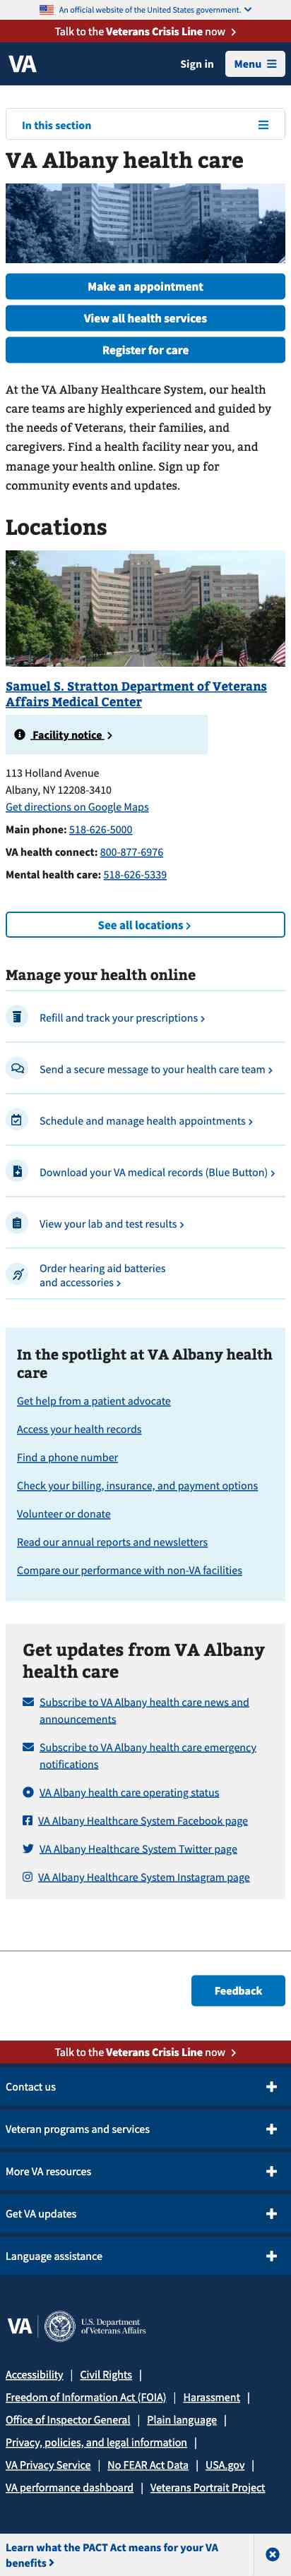 An official website of the United States government.
Talk to the Veterans Crisis Line now
VA
Sign in
Menu
In this section
VA Albany health care
Make an appointment
View all health services
Register for care
At the VA Albany Healthcare System, our health
care teams are highly experienced and guided by
the needs of Veterans, their families, and
caregivers. Find a health facility near you, and
manage your health online. Sign up for
community events and updates.
Locations
Samuel S. Stratton Department of Veterans
Affairs Medical Center
Facility notice
113 Holland Avenue
Albany, NY 12208-3410
Get directions on Google Maps
Main phone: 518-626-5000
VA health connect: 800-877-6976
Mental health care: 518-626-5339
See all locations
Manage your health online
Refill and track your prescriptions
Send a secure message to your health care team
Schedule and manage health appointments
Download your VA medical records (Blue Button)
View your lab and test results
Order hearing aid batteries
and accessories
In the spotlight at VA Albany health
care
Get help from a patient advocate
Access your health records
Find a phone number
Check your billing, insurance, and payment options
Volunteer or donate
Read our annual reports and newsletters
Compare our performance with non-VA facilities
Get updates from VA Albany
health care
Subscribe to VA Albany health care news and
announcements
Subscribe to VA Albany health care emergency
notifications
VA Albany health care operating status
VA Albany Healthcare System Facebook page
VA Albany Healthcare System Twitter page
VA Albany Healthcare System Instagram page
Feedback
Talk to the Veterans Crisis Line now
Contact us
Veteran programs and services
More VA resources
Get VA updates
Language assistance
VA | U.S. Department
of Veterans Affairs
Accessibility | Civil Rights |
Freedom of Information Act (FOIA) | Harassment |
Office of Inspector General | Plain language |
Privacy, policies, and legal information |
VA Privacy Service | No FEAR Act Data | USA.gov |
VA performance dashboard | Veterans Portrait Project
Learn what the PACT Act means for your VA
benefits